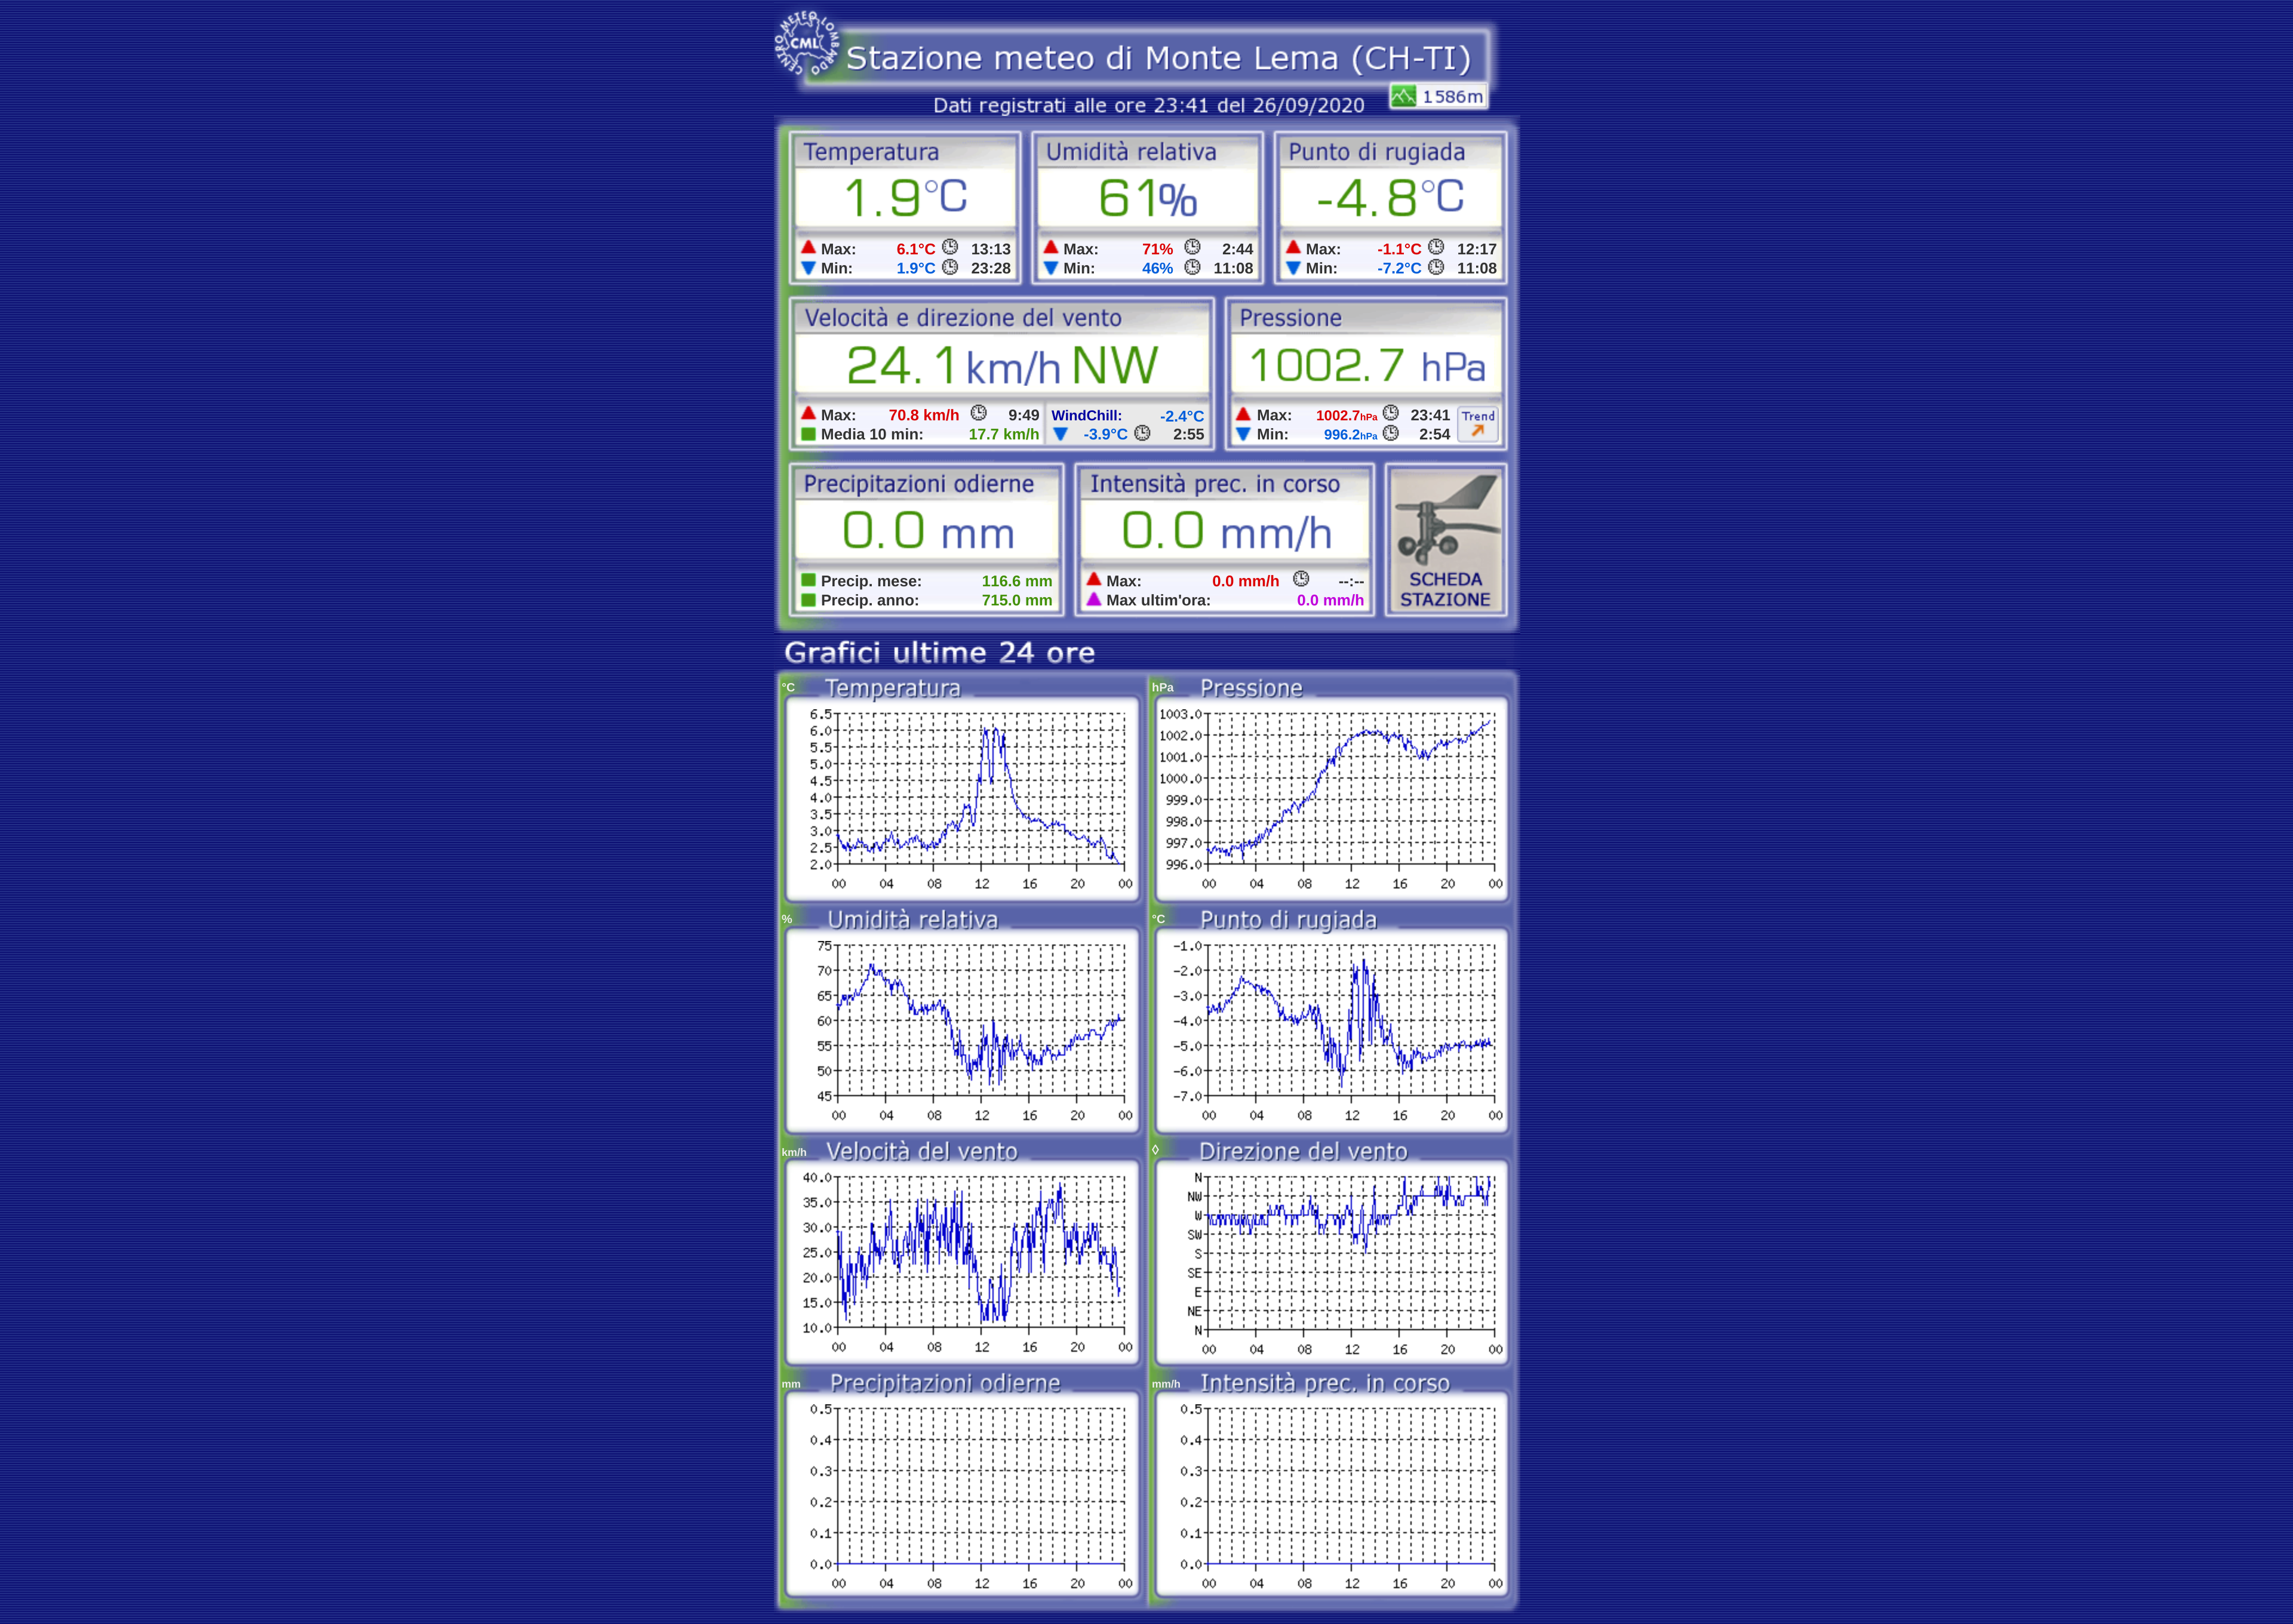 CENTRO METEO LOMBARDO
CML
Stazione meteo di Monte Lema (CH-TI)
Dati registrati alle ore 23:41 del 26/09/2020
1586m
Temperatura
1.9°C
Max: 6.1°C 13:13
Min: 1.9°C 23:28
Umidità relativa
61%
Max: 71% 2:44
Min: 46% 11:08
Punto di rugiada
-4.8°C
Max: -1.1°C 12:17
Min: -7.2°C 11:08
Velocità e direzione del vento
24.1 km/h NW
Max: 70.8 km/h 9:49
Media 10 min: 17.7 km/h
WindChill: -2.4°C
-3.9°C 2:55
Pressione
1002.7 hPa
Max: 1002.7hPa 23:41
Min: 996.2hPa 2:54
Trend
Precipitazioni odierne
0.0 mm
Precip. mese: 116.6 mm
Precip. anno: 715.0 mm
Intensità prec. in corso
0.0 mm/h
Max: 0.0 mm/h --:--
Max ultim'ora: 0.0 mm/h
SCHEDA
STAZIONE
Grafici ultime 24 ore
°C Temperatura
6.5
6.0
5.5
5.0
4.5
4.0
3.5
3.0
2.5
2.0
00 04 08 12 16 20 00
hPa Pressione
1003.0
1002.0
1001.0
1000.0
999.0
998.0
997.0
996.0
00 04 08 12 16 20 00
% Umidità relativa
75
70
65
60
55
50
45
00 04 08 12 16 20 00
°C Punto di rugiada
-1.0
-2.0
-3.0
-4.0
-5.0
-6.0
-7.0
00 04 08 12 16 20 00
km/h Velocità del vento
40.0
35.0
30.0
25.0
20.0
15.0
10.0
00 04 08 12 16 20 00
◊ Direzione del vento
N
NW
W
SW
S
SE
E
NE
N
00 04 08 12 16 20 00
mm Precipitazioni odierne
0.5
0.4
0.3
0.2
0.1
0.0
00 04 08 12 16 20 00
mm/h Intensità prec. in corso
0.5
0.4
0.3
0.2
0.1
0.0
00 04 08 12 16 20 00